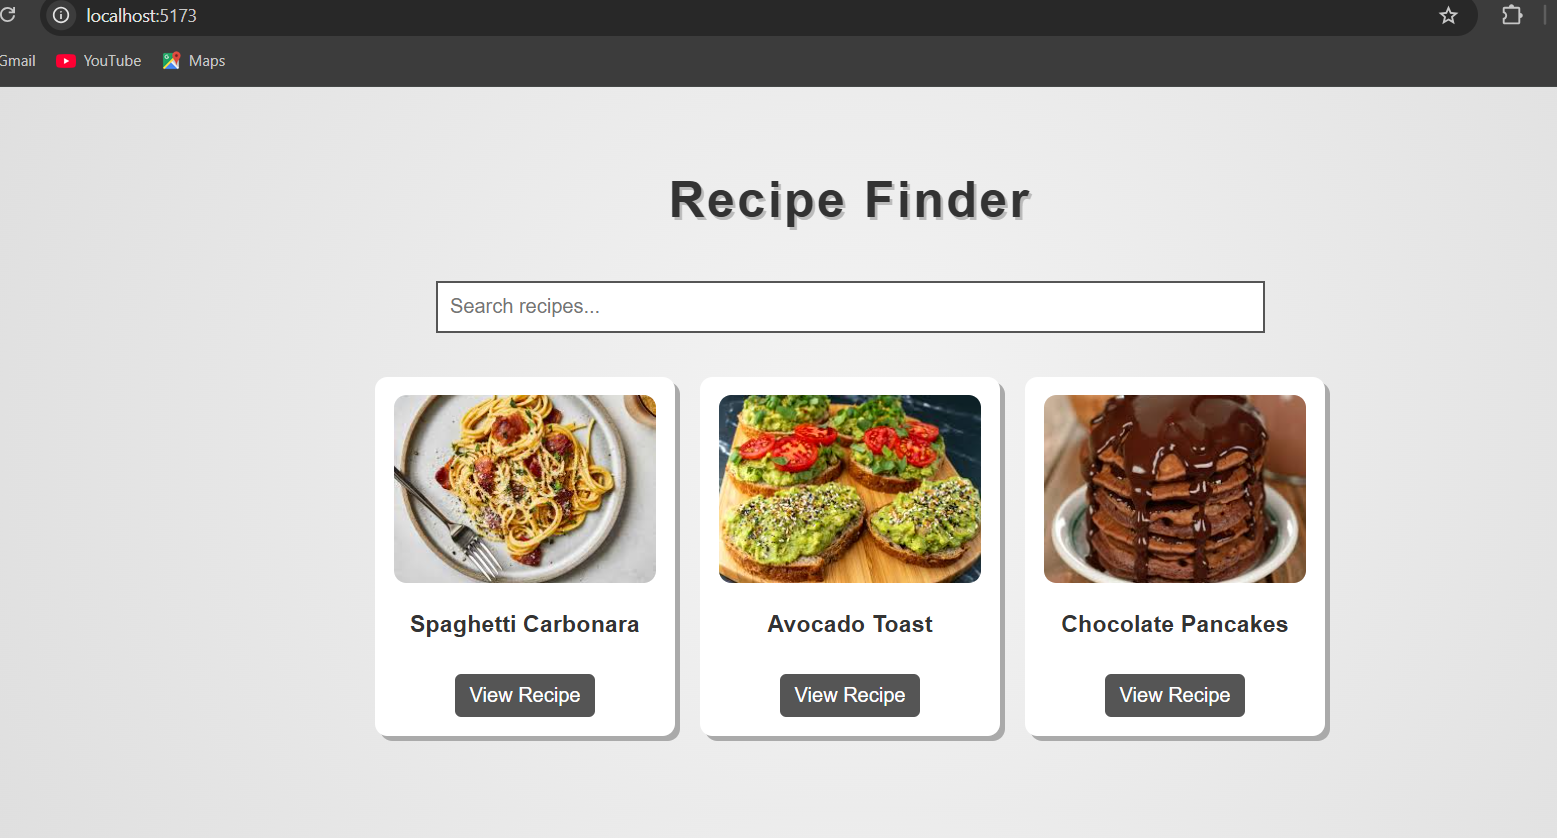 localhost:5173
Gmail YouTube Maps
Recipe Finder
Search recipes...
Spaghetti Carbonara Avocado Toast Chocolate Pancakes
View Recipe View Recipe View Recipe